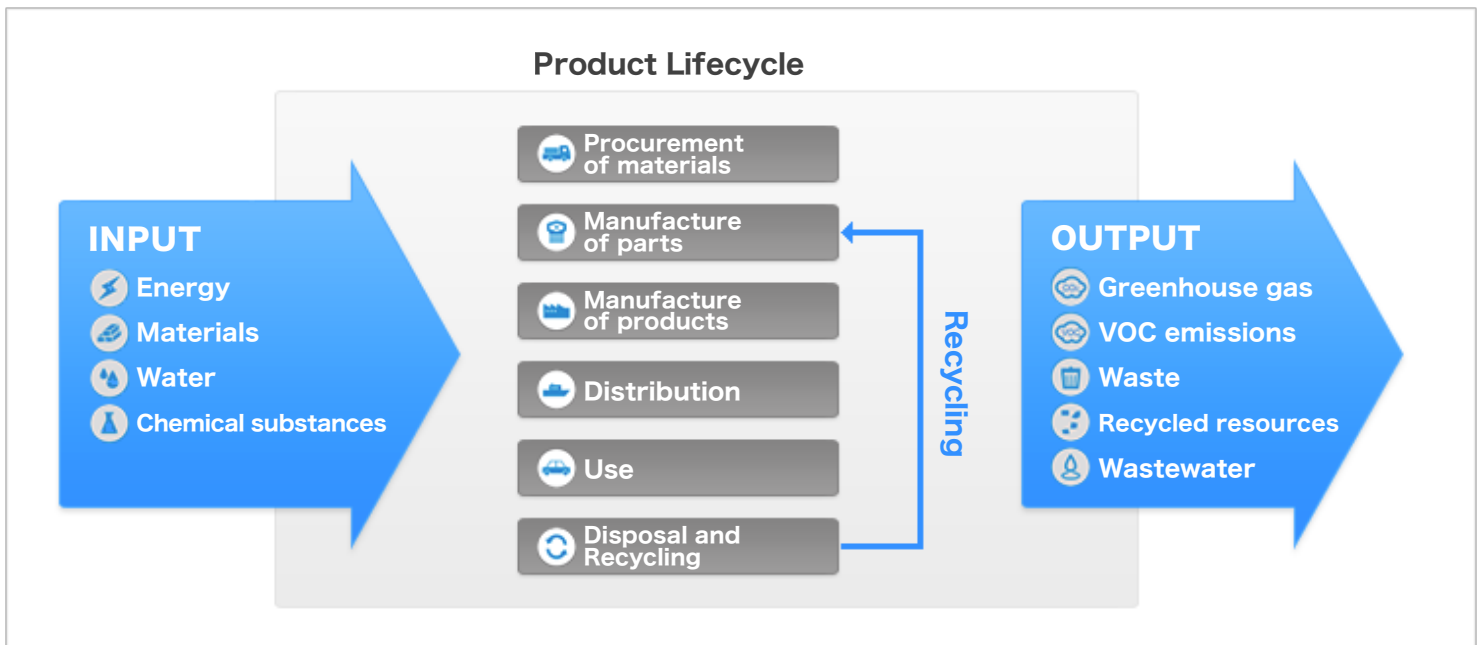 Product Lifecycle
INPUT
Energy
Materials
Water
Chemical substances
Procurement
of materials
Manufacture
of parts
Manufacture
of products
Distribution
Use
Disposal and
Recycling
Recycling
OUTPUT
Greenhouse gas
VOC emissions
VOC
Waste
Recycled resources
Wastewater